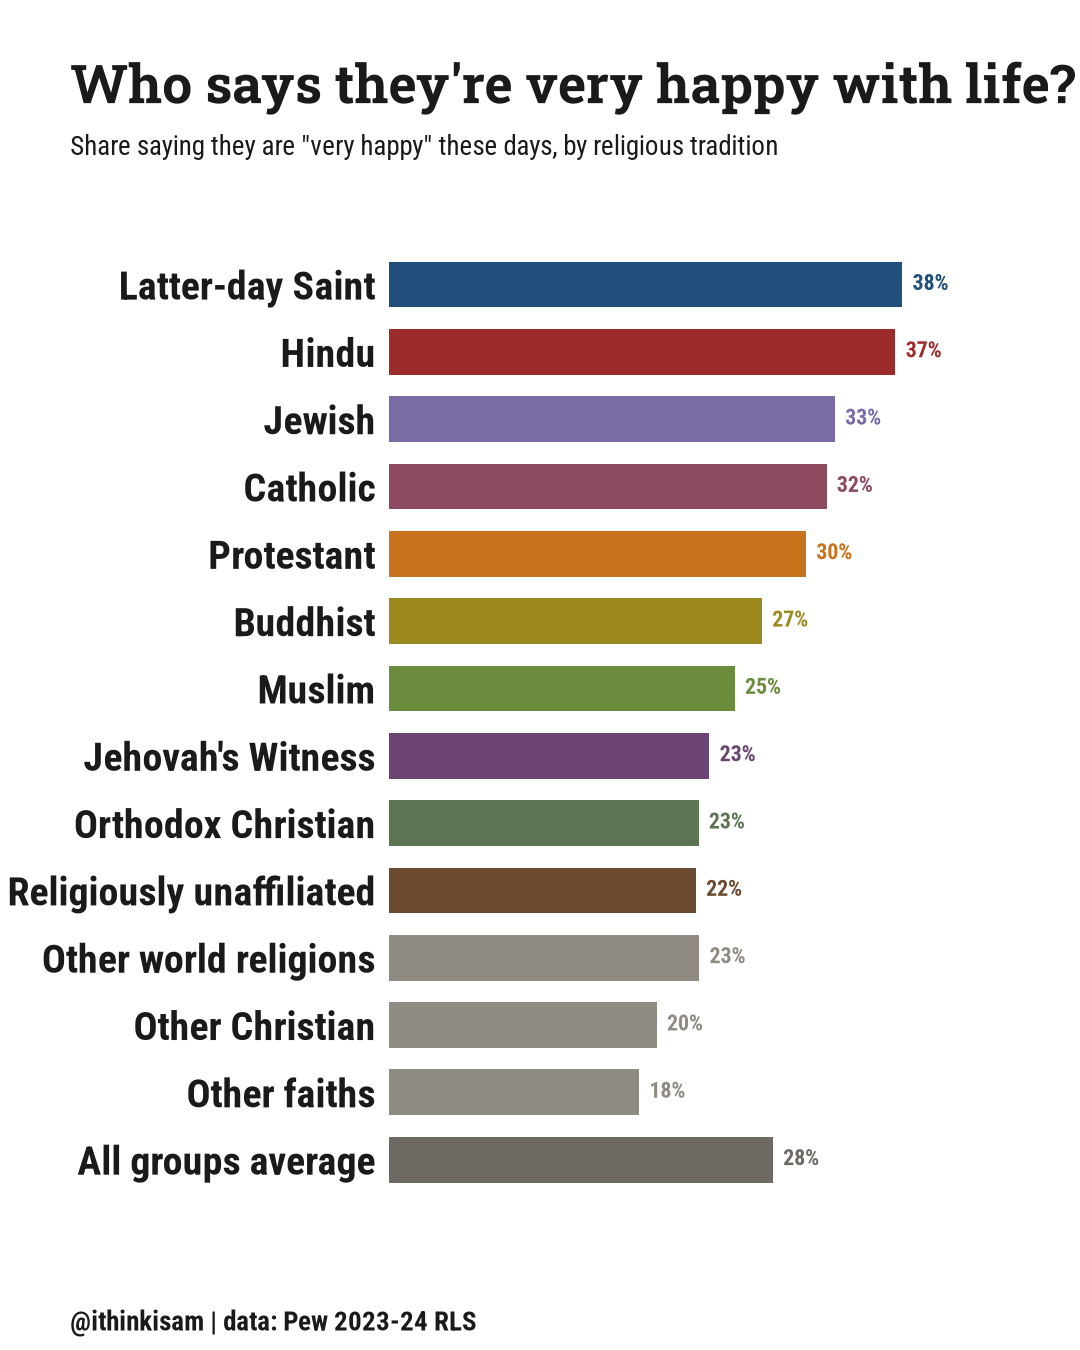 Who says they're very happy with life?
Share saying they are "very happy" these days, by religious tradition
Latter-day Saint 38%
Hindu 37%
Jewish 33%
Catholic 32%
Protestant 30%
Buddhist 27%
Muslim 25%
Jehovah's Witness 23%
Orthodox Christian 23%
Religiously unaffiliated 22%
Other world religions 23%
Other Christian 20%
Other faiths 18%
All groups average 28%
@ithinkisam | data: Pew 2023-24 RLS